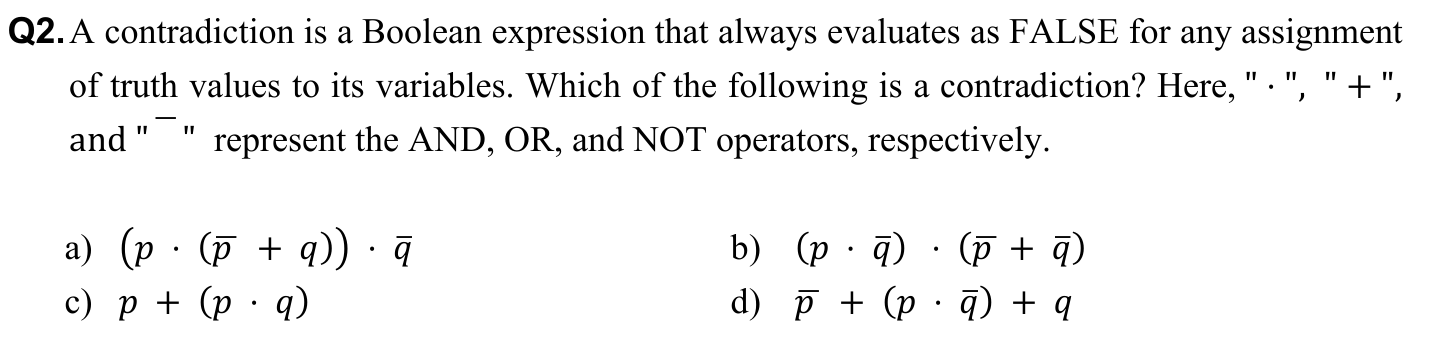 Q2. A contradiction is a Boolean expression that always evaluates as FALSE for any assignment
of truth values to its variables. Which of the following is a contradiction? Here, " · ", " + ",
and " ‾ " represent the AND, OR, and NOT operators, respectively.
a) (p · (p̅ + q)) · q̅ b) (p · q̅) · (p̅ + q̅)
c) p + (p · q) d) p̅ + (p · q̅) + q